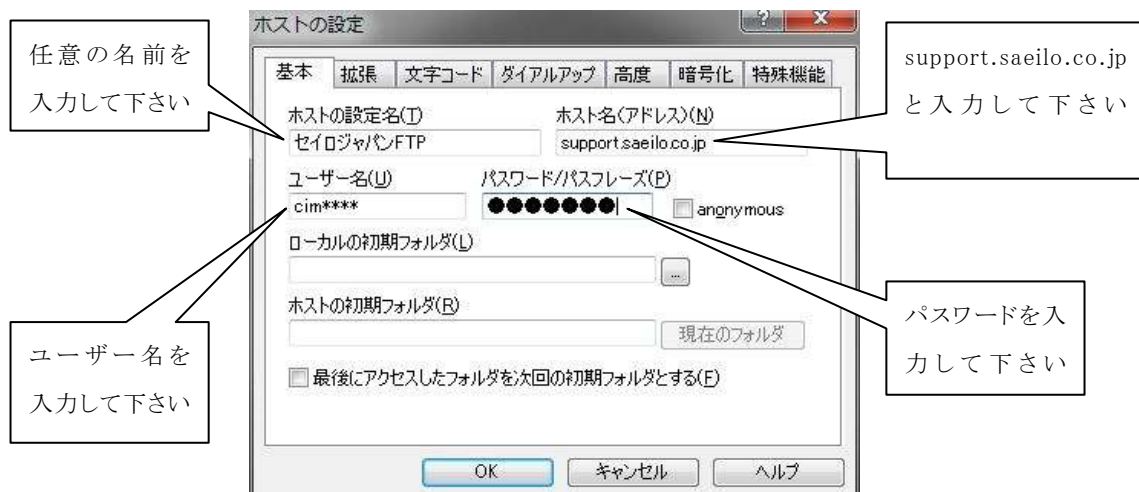 ホストの設定
任意の名前を
入力して下さい
support.saeilo.co.jp
と入力して下さい
基本 拡張 文字コード ダイアルアップ 高度 暗号化 特殊機能
ホストの設定名(T) ホスト名(アドレス)(N)
セイロジャパンFTP support.saeilo.co.jp
ユーザー名(U) パスワード/パスフレーズ(P)
cim**** ●●●●●●● anonymous
ローカルの初期フォルダ(L)
...
ホストの初期フォルダ(R)
現在のフォルダ
パスワードを入
力して下さい
ユーザー名を
入力して下さい
最後にアクセスしたフォルダを次回の初期フォルダとする(F)
OK キャンセル ヘルプ